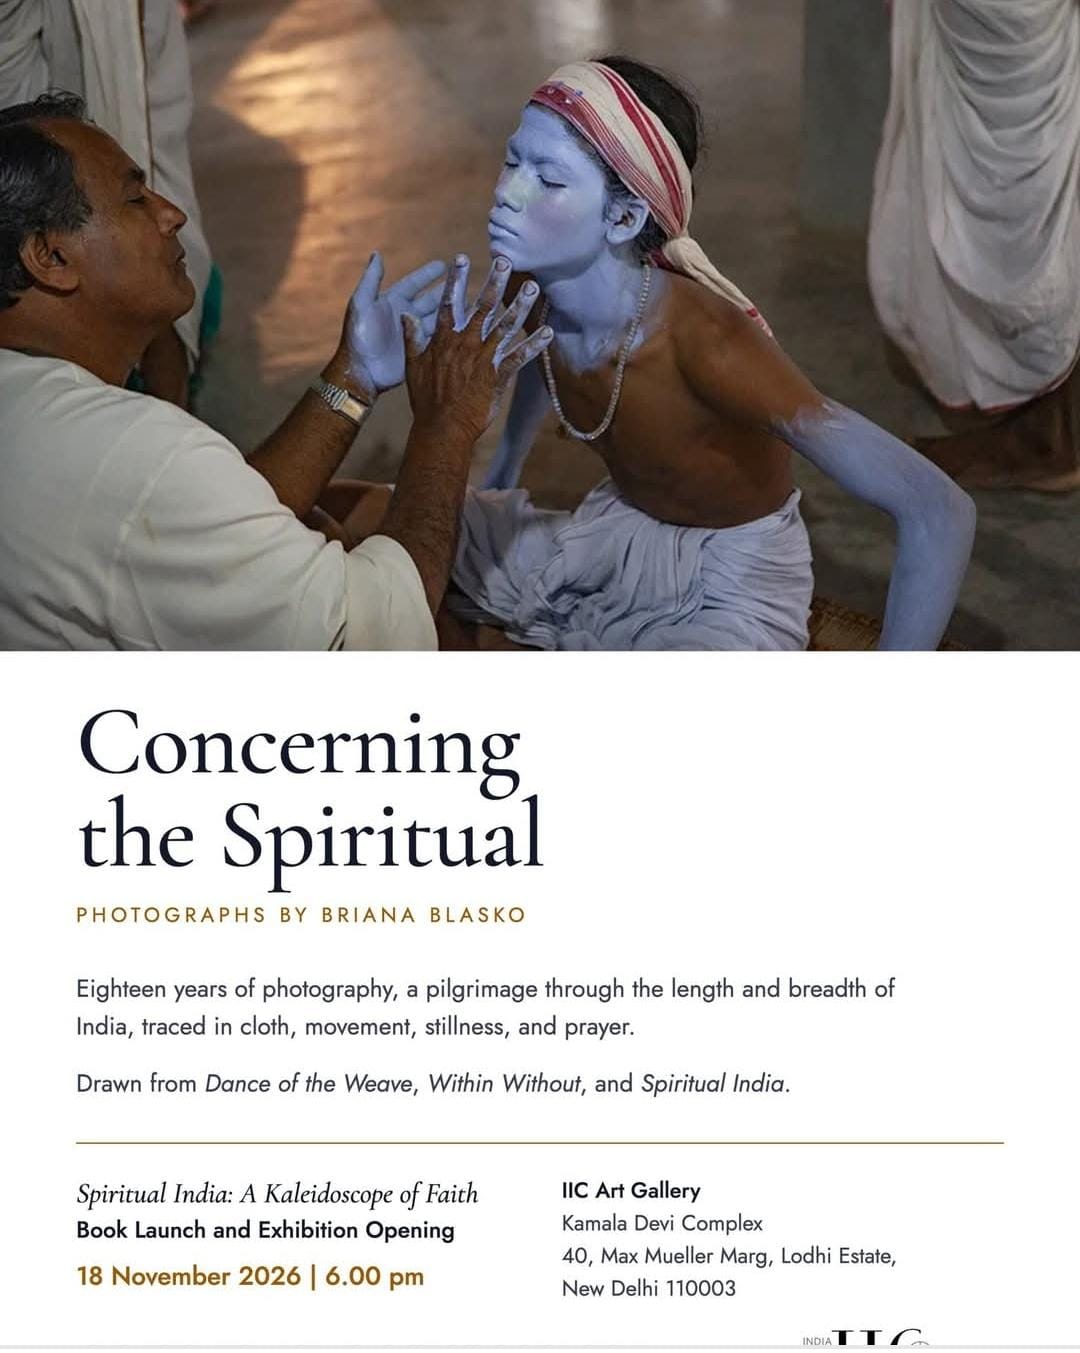 Concerning
the Spiritual
PHOTOGRAPHS BY BRIANA BLASKO
Eighteen years of photography, a pilgrimage through the length and breadth of
India, traced in cloth, movement, stillness, and prayer.
Drawn from Dance of the Weave, Within Without, and Spiritual India.
Spiritual India: A Kaleidoscope of Faith
Book Launch and Exhibition Opening
18 November 2026 | 6.00 pm
IIC Art Gallery
Kamala Devi Complex
40, Max Mueller Marg, Lodhi Estate,
New Delhi 110003
INDIA